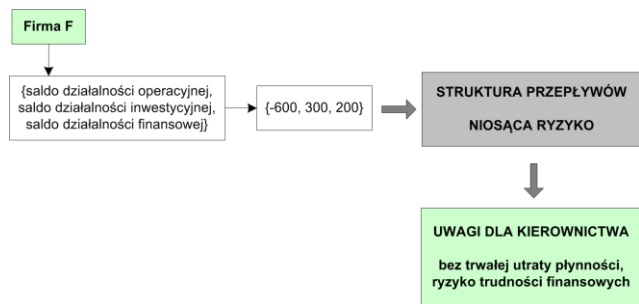 Firma F
{saldo działalności operacyjnej,
saldo działalności inwestycyjnej,
saldo działalności finansowej}
{-600, 300, 200}
STRUKTURA PRZEPŁYWÓW
NIOSĄCA RYZYKO
UWAGI DLA KIEROWNICTWA
bez trwałej utraty płynności,
ryzyko trudności finansowych